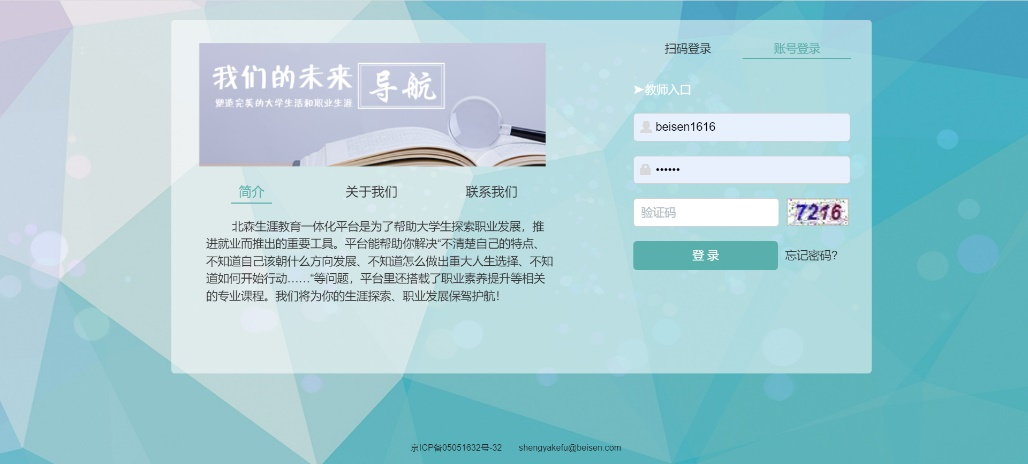 扫码登录
账号登录
我们的未来
导航
塑造完美的大学生活和职业生涯
➤教师入口
beisen1616
••••••
简介
关于我们
联系我们
验证码
7216
北森生涯教育一体化平台是为了帮助大学生探索职业发展，推
进就业而推出的重要工具。平台能帮助你解决“不清楚自己的特点、
不知道自己该朝什么方向发展、不知道怎么做出重大人生选择、不知
道如何开始行动……”等问题，平台里还搭载了职业素养提升等相关
的专业课程。我们将为你的生涯探索、职业发展保驾护航！
登 录
忘记密码?
京ICP备05051632号-32
shengyakefu@beisen.com